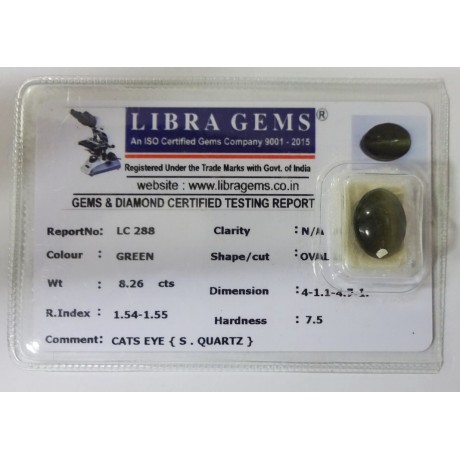 LIBRA GEMS®
An ISO Certified Gems Company 9001 - 2015
Registered Under the Trade Marks with Govt. of India
website : www.libragems.co.in
GEMS & DIAMOND CERTIFIED TESTING REPORT
ReportNo: LC 288 Clarity : N/A
Colour : GREEN Shape/cut : OVAL
Wt : 8.26 cts Dimension :
R.Index : 1.54-1.55 Hardness : 7.5
Comment: CATS EYE { S . QUARTZ }